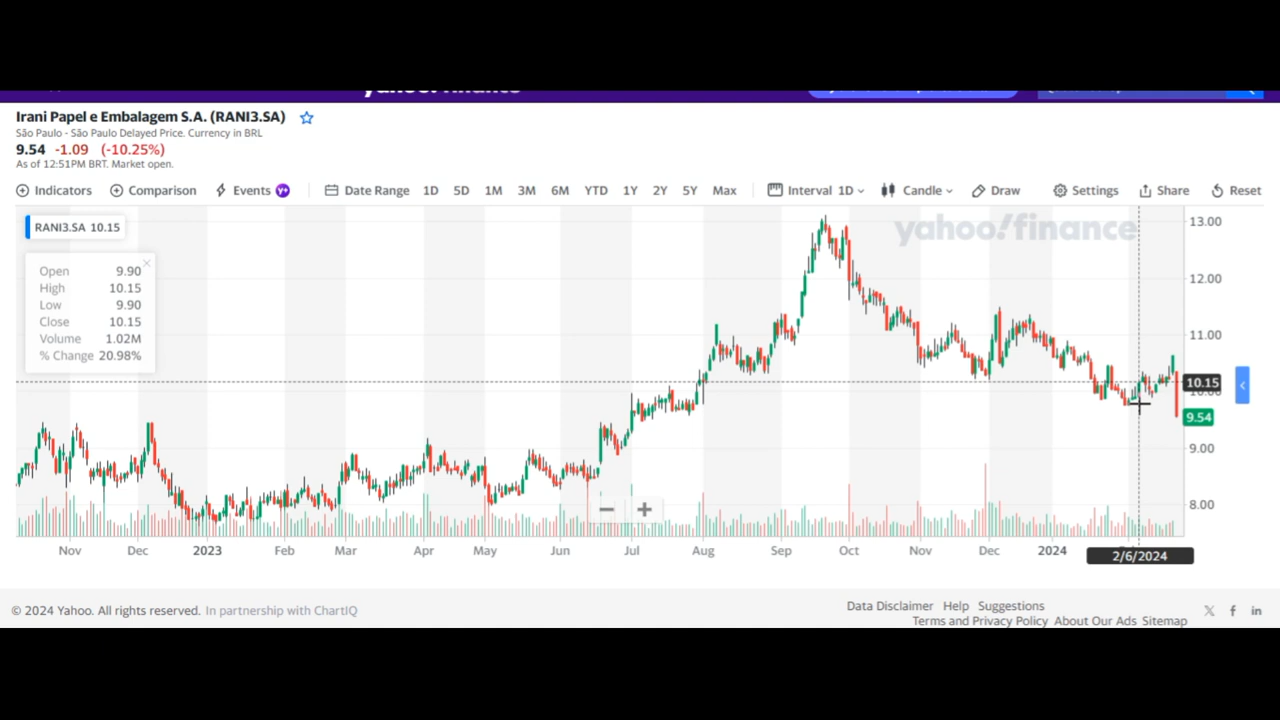 yahoo! finance
Irani Papel e Embalagem S.A. (RANI3.SA)
São Paulo - São Paulo Delayed Price. Currency in BRL
9.54 -1.09 (-10.25%)
As of 12:51PM BRT. Market open.
Indicators Comparison Events Y+ Date Range 1D 5D 1M 3M 6M YTD 1Y 2Y 5Y Max Interval 1D Candle Draw Settings Share Reset
RANI3.SA 10.15
yahoo!finance
Open 9.90
High 10.15
Low 9.90
Close 10.15
Volume 1.02M
% Change 20.98%
13.00
12.00
11.00
10.15
10.00
9.54
9.00
8.00
Nov Dec 2023 Feb Mar Apr May Jun Jul Aug Sep Oct Nov Dec 2024
2/6/2024
© 2024 Yahoo. All rights reserved. In partnership with ChartIQ
Data Disclaimer Help Suggestions
Terms and Privacy Policy About Our Ads Sitemap